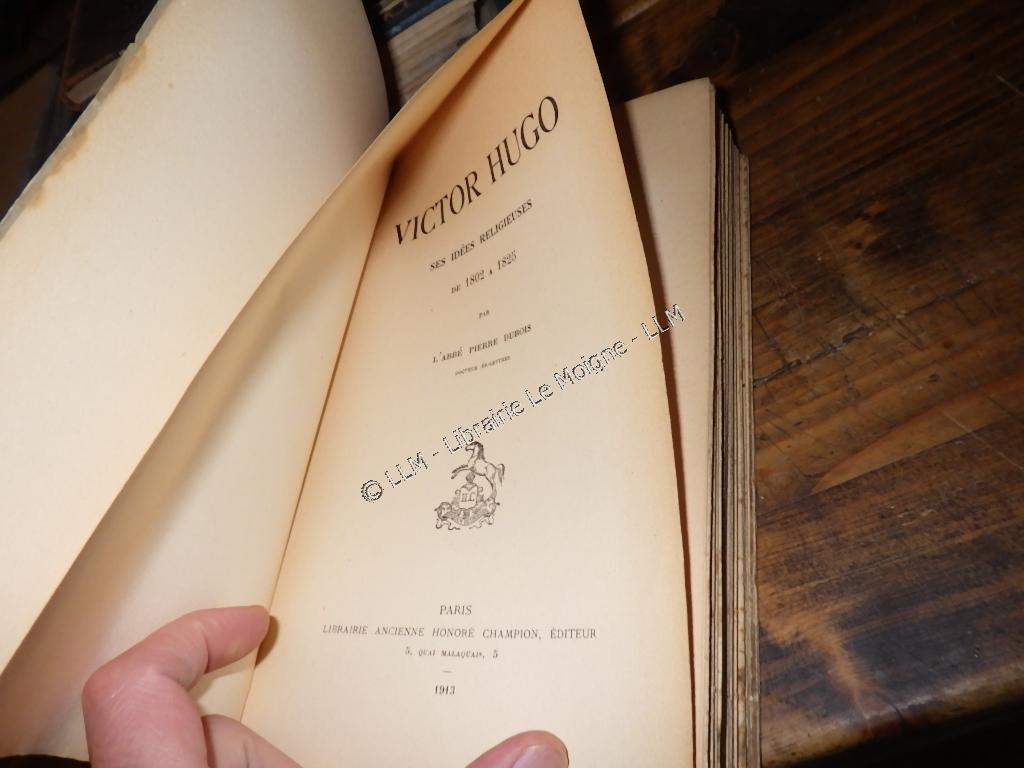 VICTOR HUGO
SES IDÉES RELIGIEUSES
DE 1802 A 1825
PAR
L'ABBÉ PIERRE DUBOIS
DOCTEUR ÈS-LETTRES
© LLM - Librairie Le Moigne - LLM
PARIS
LIBRAIRIE ANCIENNE HONORÉ CHAMPION, ÉDITEUR
5, QUAI MALAQUAIS, 5
1913